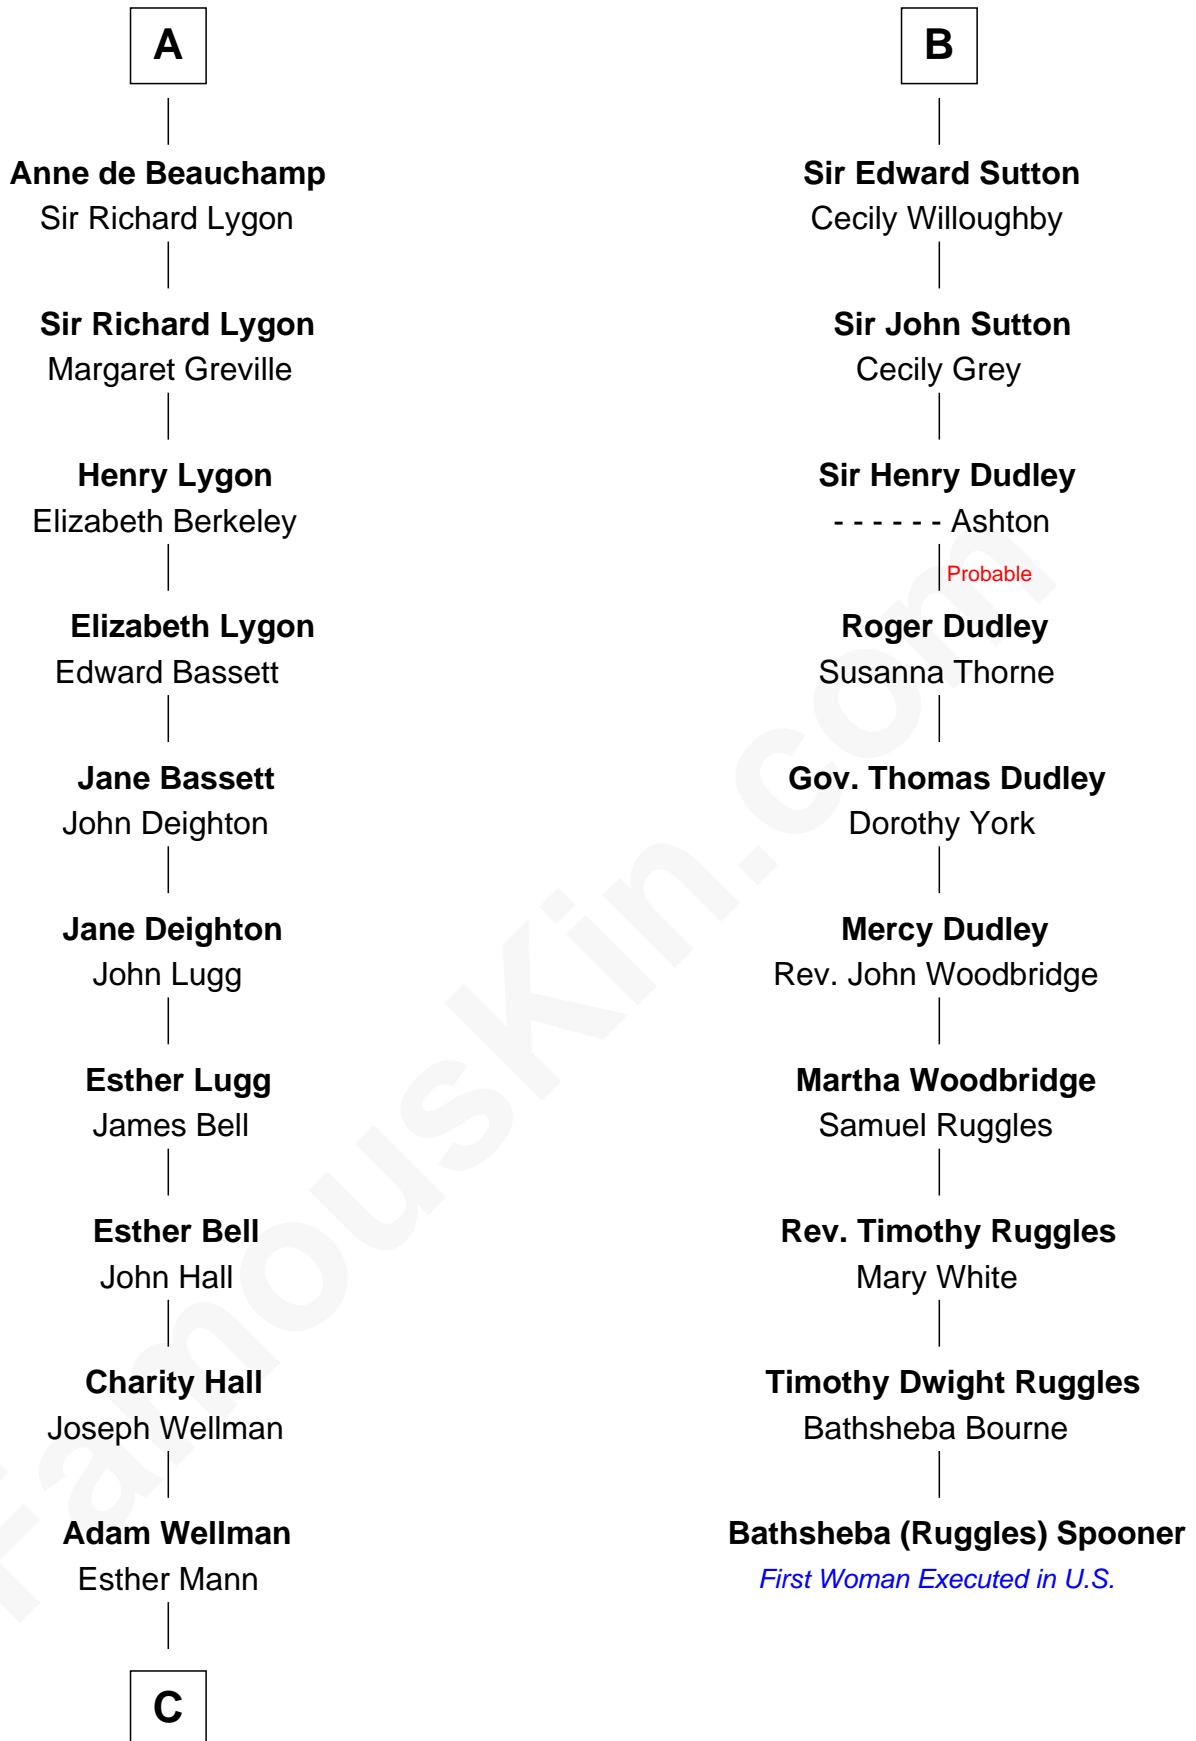 A
Anne de Beauchamp
Sir Richard Lygon
Sir Richard Lygon
Margaret Greville
Henry Lygon
Elizabeth Berkeley
Elizabeth Lygon
Edward Bassett
Jane Bassett
John Deighton
Jane Deighton
John Lugg
Esther Lugg
James Bell
Esther Bell
John Hall
Charity Hall
Joseph Wellman
Adam Wellman
Esther Mann
C
B
Sir Edward Sutton
Cecily Willoughby
Sir John Sutton
Cecily Grey
Sir Henry Dudley
- - - - - - Ashton
Probable
Roger Dudley
Susanna Thorne
Gov. Thomas Dudley
Dorothy York
Mercy Dudley
Rev. John Woodbridge
Martha Woodbridge
Samuel Ruggles
Rev. Timothy Ruggles
Mary White
Timothy Dwight Ruggles
Bathsheba Bourne
Bathsheba (Ruggles) Spooner
First Woman Executed in U.S.
FamousKin.com